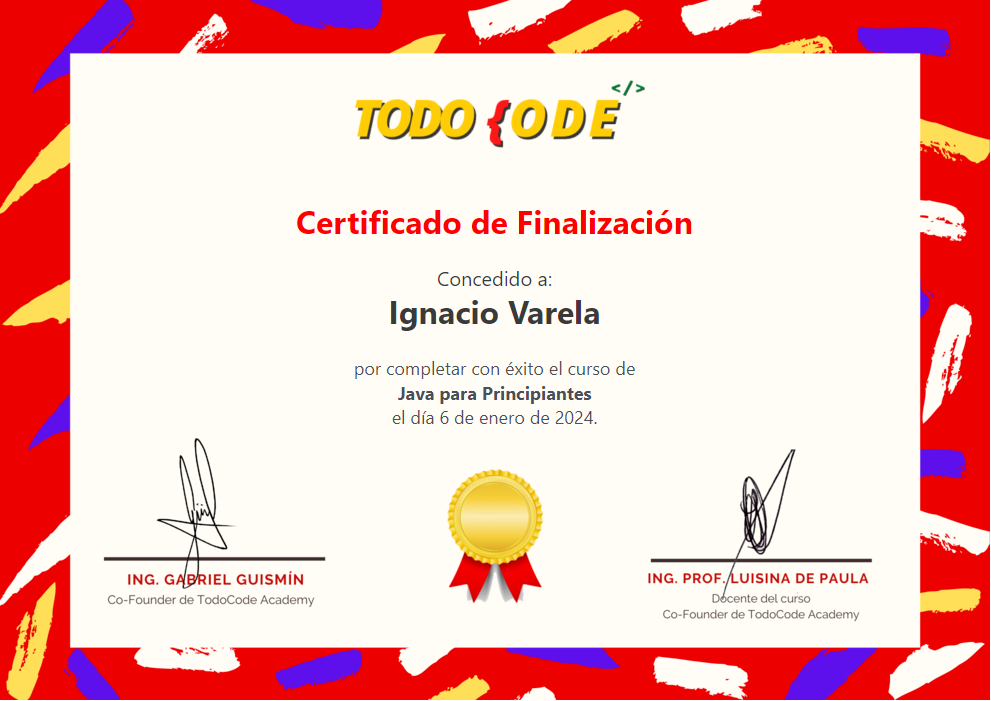 TODO {ODE </>
Certificado de Finalización
Concedido a:
Ignacio Varela
por completar con éxito el curso de
Java para Principiantes
el día 6 de enero de 2024.
ING. GABRIEL GUISMÍN
Co-Founder de TodoCode Academy
ING. PROF. LUISINA DE PAULA
Docente del curso
Co-Founder de TodoCode Academy